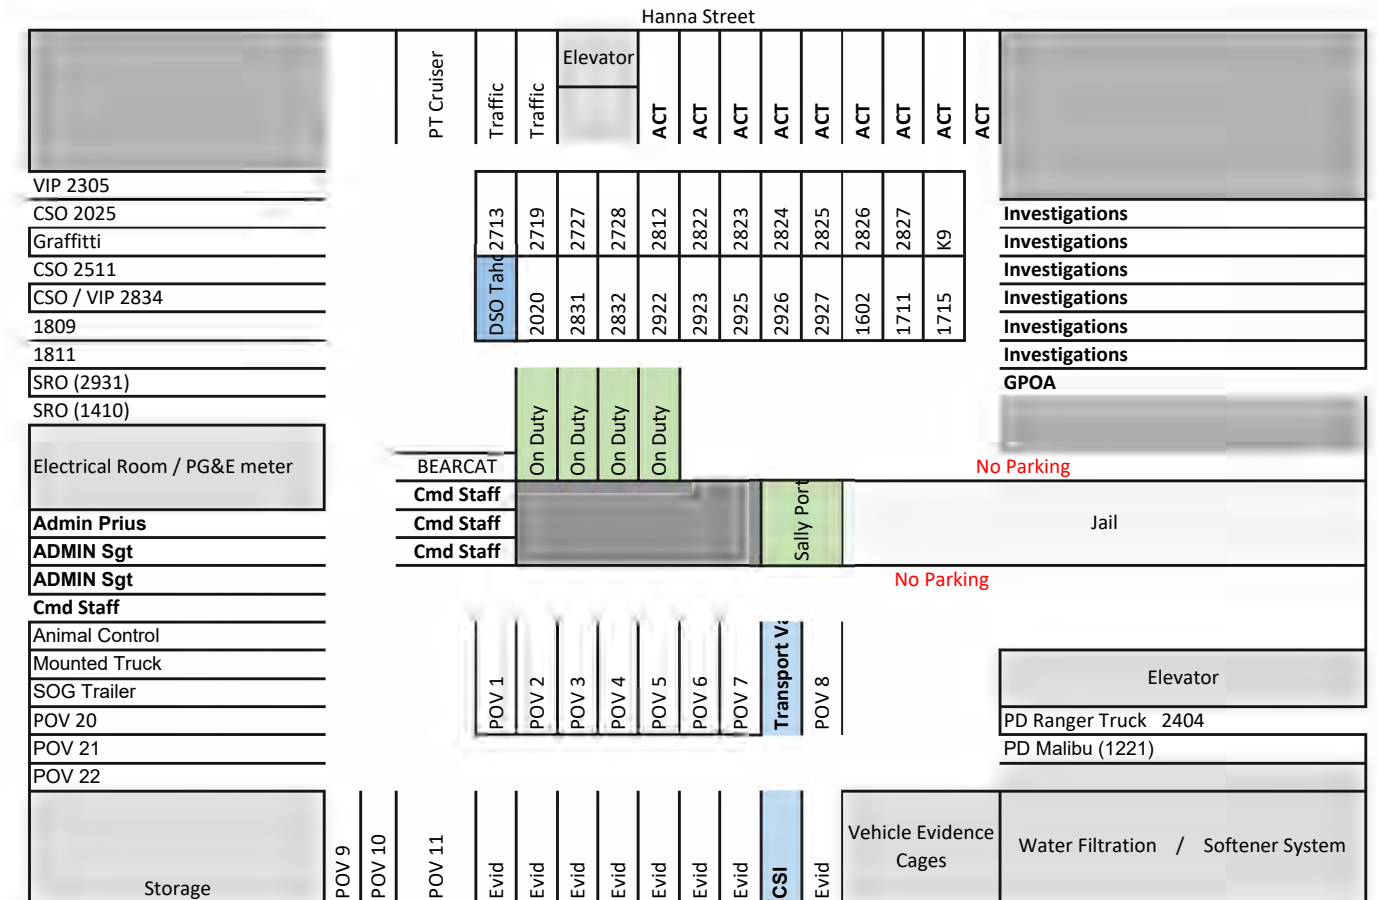 Hanna Street
PT Cruiser
Traffic
Traffic
Elevator
ACT
ACT
ACT
ACT
ACT
ACT
ACT
ACT
ACT
VIP 2305
CSO 2025
Graffitti
CSO 2511
CSO / VIP 2834
1809
1811
SRO (2931)
SRO (1410)
2713
2719
2727
2728
2812
2822
2823
2824
2825
2826
2827
K9
DSO Taho
2020
2831
2832
2922
2923
2925
2926
2927
1602
1711
1715
Investigations
Investigations
Investigations
Investigations
Investigations
Investigations
GPOA
On Duty
On Duty
On Duty
On Duty
Electrical Room / PG&E meter
BEARCAT
No Parking
Cmd Staff
Cmd Staff
Cmd Staff
Sally Port
Jail
No Parking
Admin Prius
ADMIN Sgt
ADMIN Sgt
Cmd Staff
Animal Control
Mounted Truck
SOG Trailer
POV 20
POV 21
POV 22
POV 1
POV 2
POV 3
POV 4
POV 5
POV 6
POV 7
Transport Va
POV 8
Elevator
PD Ranger Truck 2404
PD Malibu (1221)
Storage
POV 9
POV 10
POV 11
Evid
Evid
Evid
Evid
Evid
Evid
Evid
CSI
Evid
Vehicle Evidence
Cages
Water Filtration / Softener System